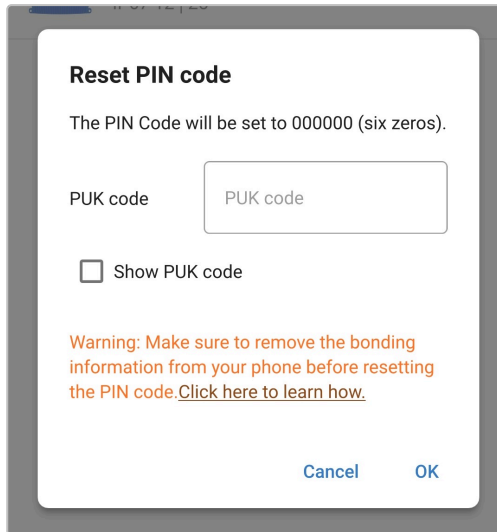 Reset PIN code
The PIN Code will be set to 000000 (six zeros).
PUK code
PUK code
Show PUK code
Warning: Make sure to remove the bonding
information from your phone before resetting
the PIN code.Click here to learn how.
Cancel OK